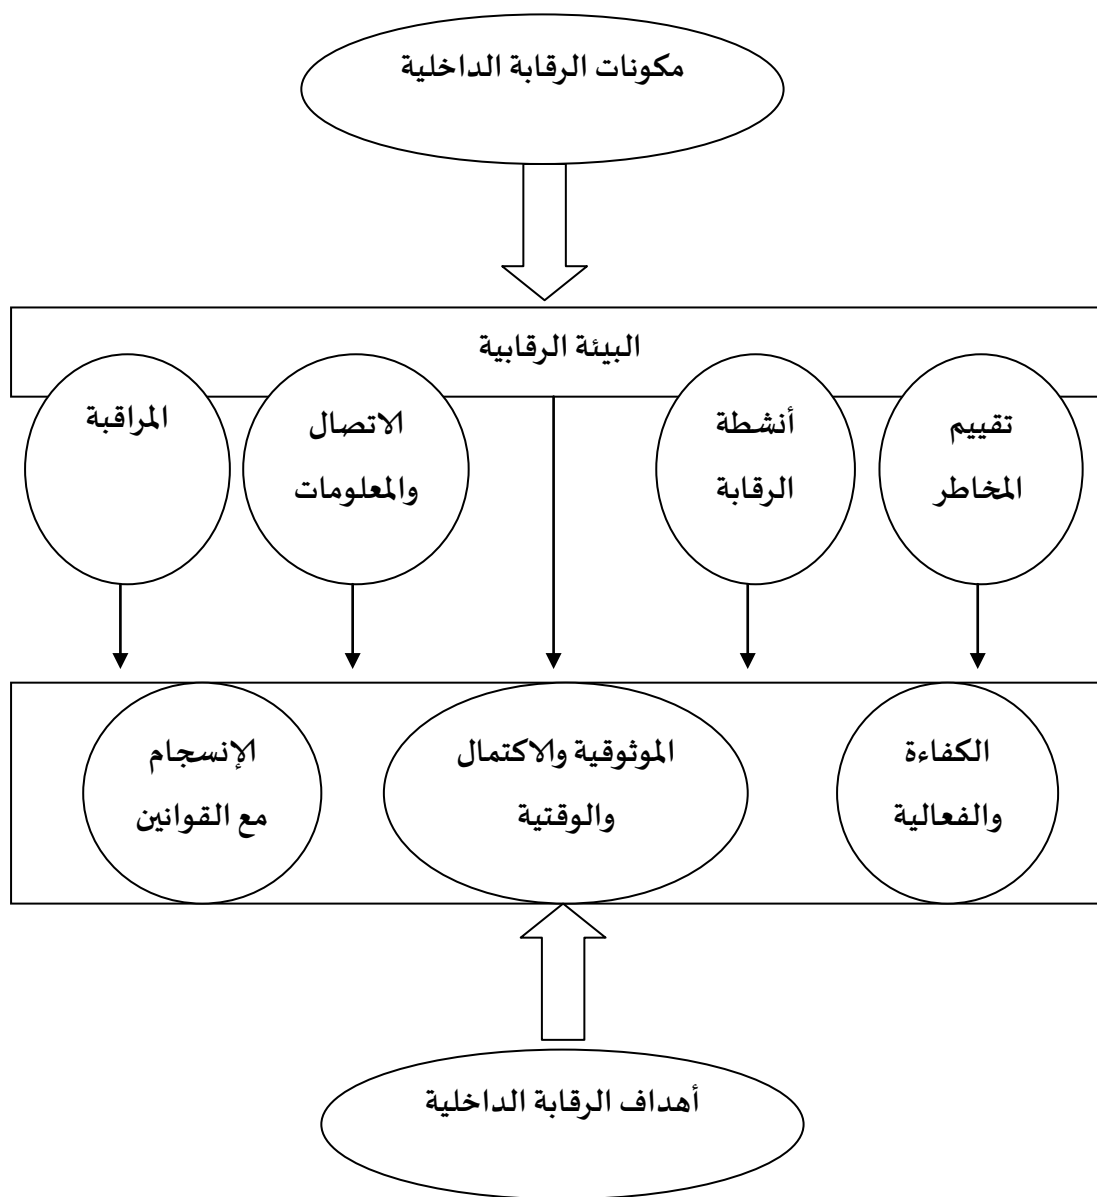 مكونات الرقابة الداخلية
البيئة الرقابية
تقييم
المخاطر
أنشطة
الرقابة
الاتصال
والمعلومات
المراقبة
الكفاءة
والفعالية
الموثوقية والاكتمال
والوقتية
الإنسجام
مع القوانين
أهداف الرقابة الداخلية